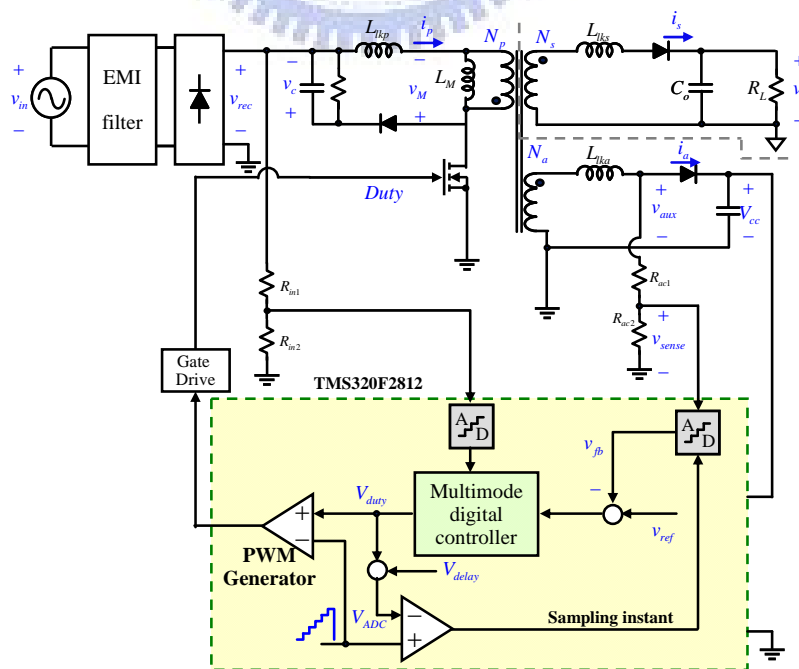 L_lkp
i_p
N_p
N_s
L_lks
i_s
+
v_in
−
EMI
filter
+
v_rec
−
−
v_c
+
−
L_M
v_M
+
C_o
R_L
+
v
−
N_a
L_lka
i_a
Duty
+
v_aux
−
+
V_cc
−
R_in1
R_ac1
R_in2
R_ac2
+
v_sense
−
Gate
Drive
TMS320F2812
A
D
A
D
v_fb
−
V_duty
Multimode
digital
controller
+
−
v_ref
PWM
Generator
V_delay
V_ADC
−
+
Sampling instant